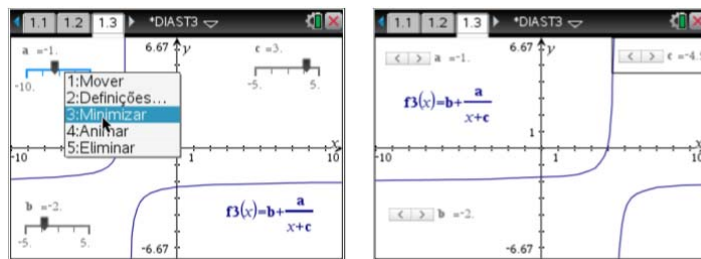 1.1 1.2 1.3 *DIAST3
a =-1.
6.67 y
c =3.
-10.
-5. 5.
1:Mover
2:Definições...
3:Minimizar
4:Animar
5:Eliminar
x
-10 1 10
b =-2.
-5. 5.
f3(x)=b+a/x+c
-6.67
1.1 1.2 1.3 *DIAST3
a =-1.
6.67 y
c =-4.
f3(x)=b+a/x+c
1
x
-10 1 10
b =-2.
-6.67